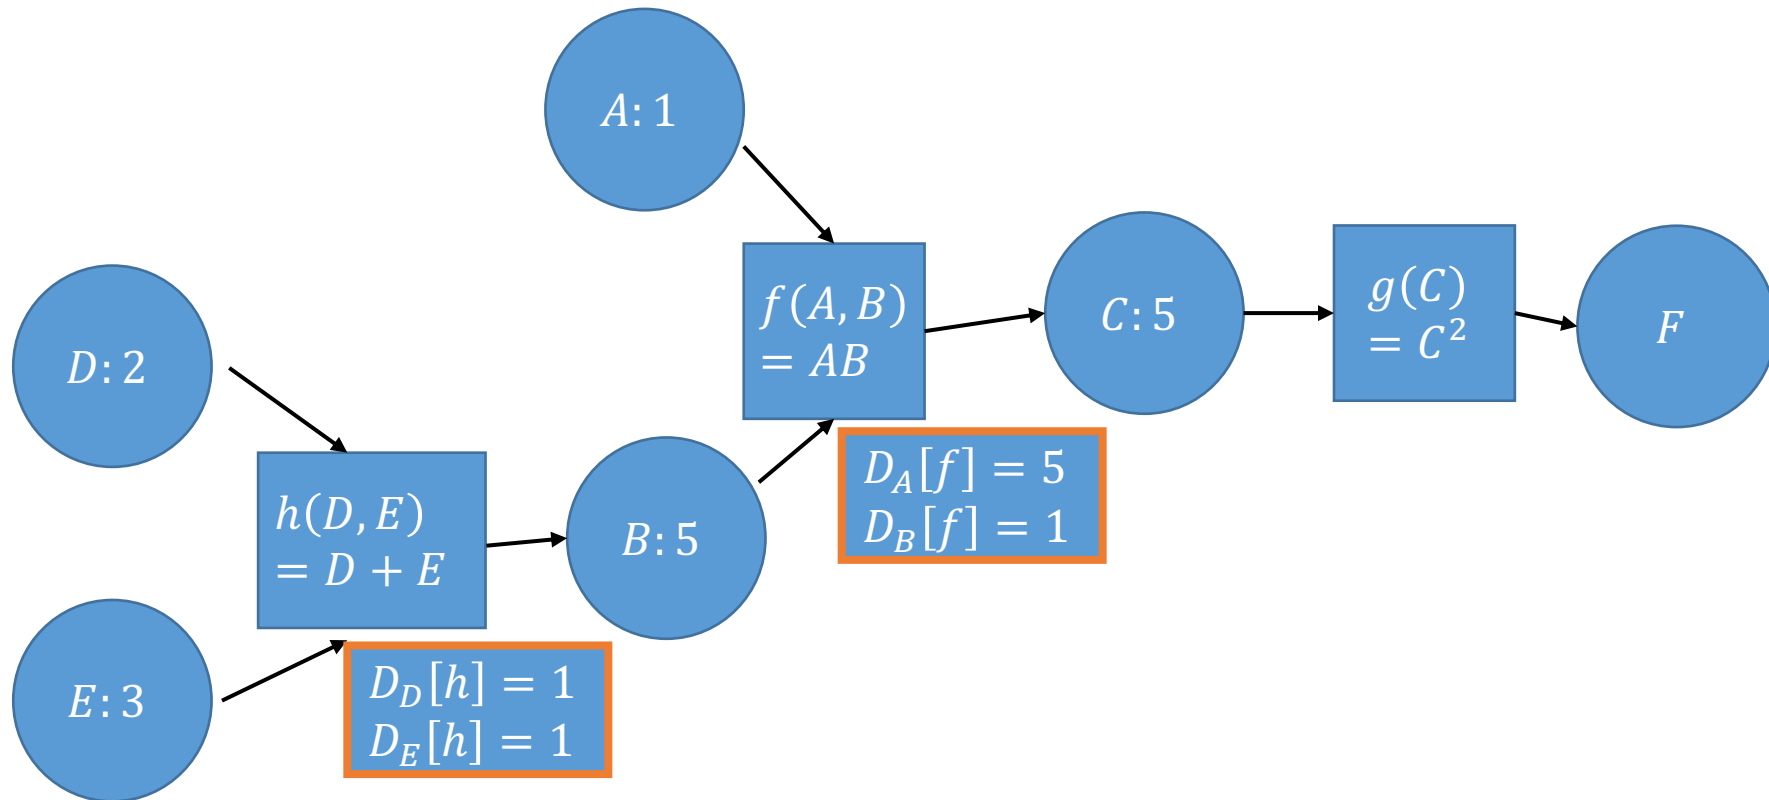 A: 1
D: 2
f(A, B)
= AB
C: 5
g(C)
= C²
F
D_A[f] = 5
D_B[f] = 1
h(D, E)
= D + E
B: 5
E: 3
D_D[h] = 1
D_E[h] = 1